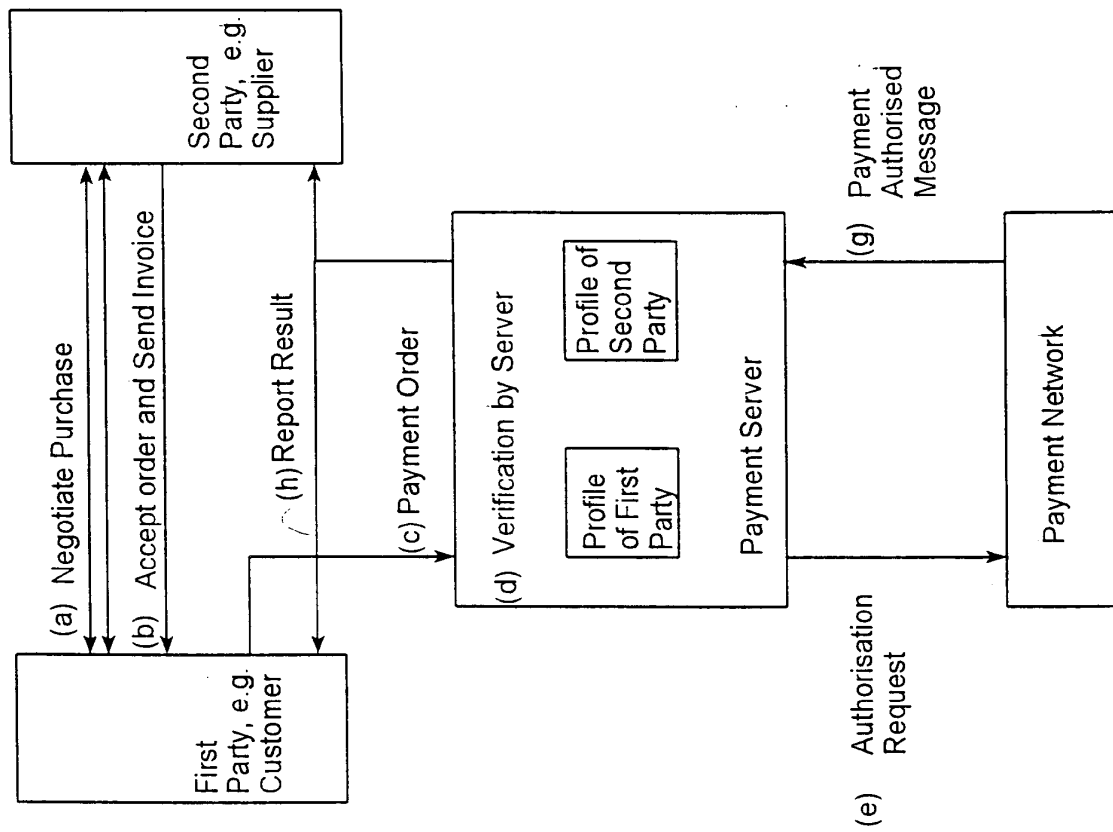 (a) Negotiate Purchase
(b) Accept order and Send Invoice
First
Party, e.g.
Customer
Second
Party, e.g.
Supplier
(h) Report Result
(c) Payment Order
(d) Verification by Server
Profile
of First
Party
Profile of
Second
Party
Payment Server
(e) Authorisation
Request
(g) Payment
Authorised
Message
Payment Network